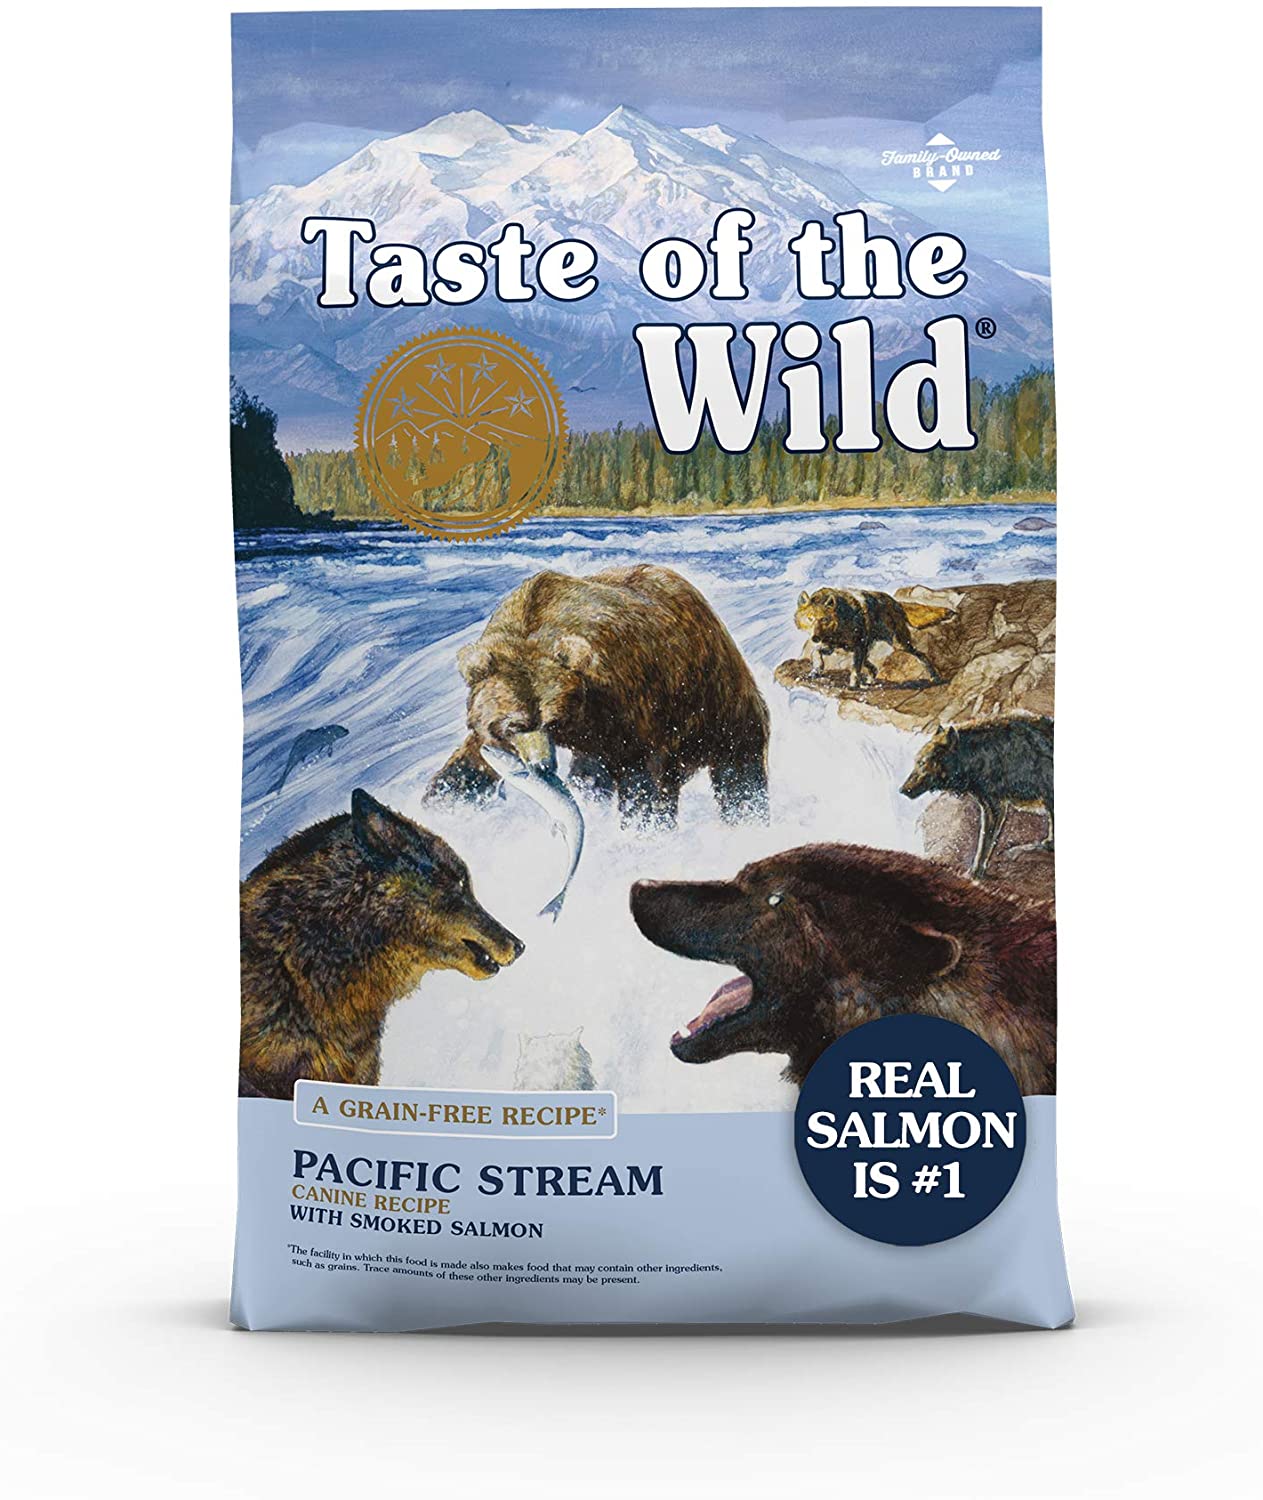 Family-Owned
BRAND
Taste of the
Wild®
REAL
SALMON
IS #1
A GRAIN-FREE RECIPE*
PACIFIC STREAM
CANINE RECIPE
WITH SMOKED SALMON
*The facility in which this food is made also makes food that may contain other ingredients,
such as grains. Trace amounts of these other ingredients may be present.